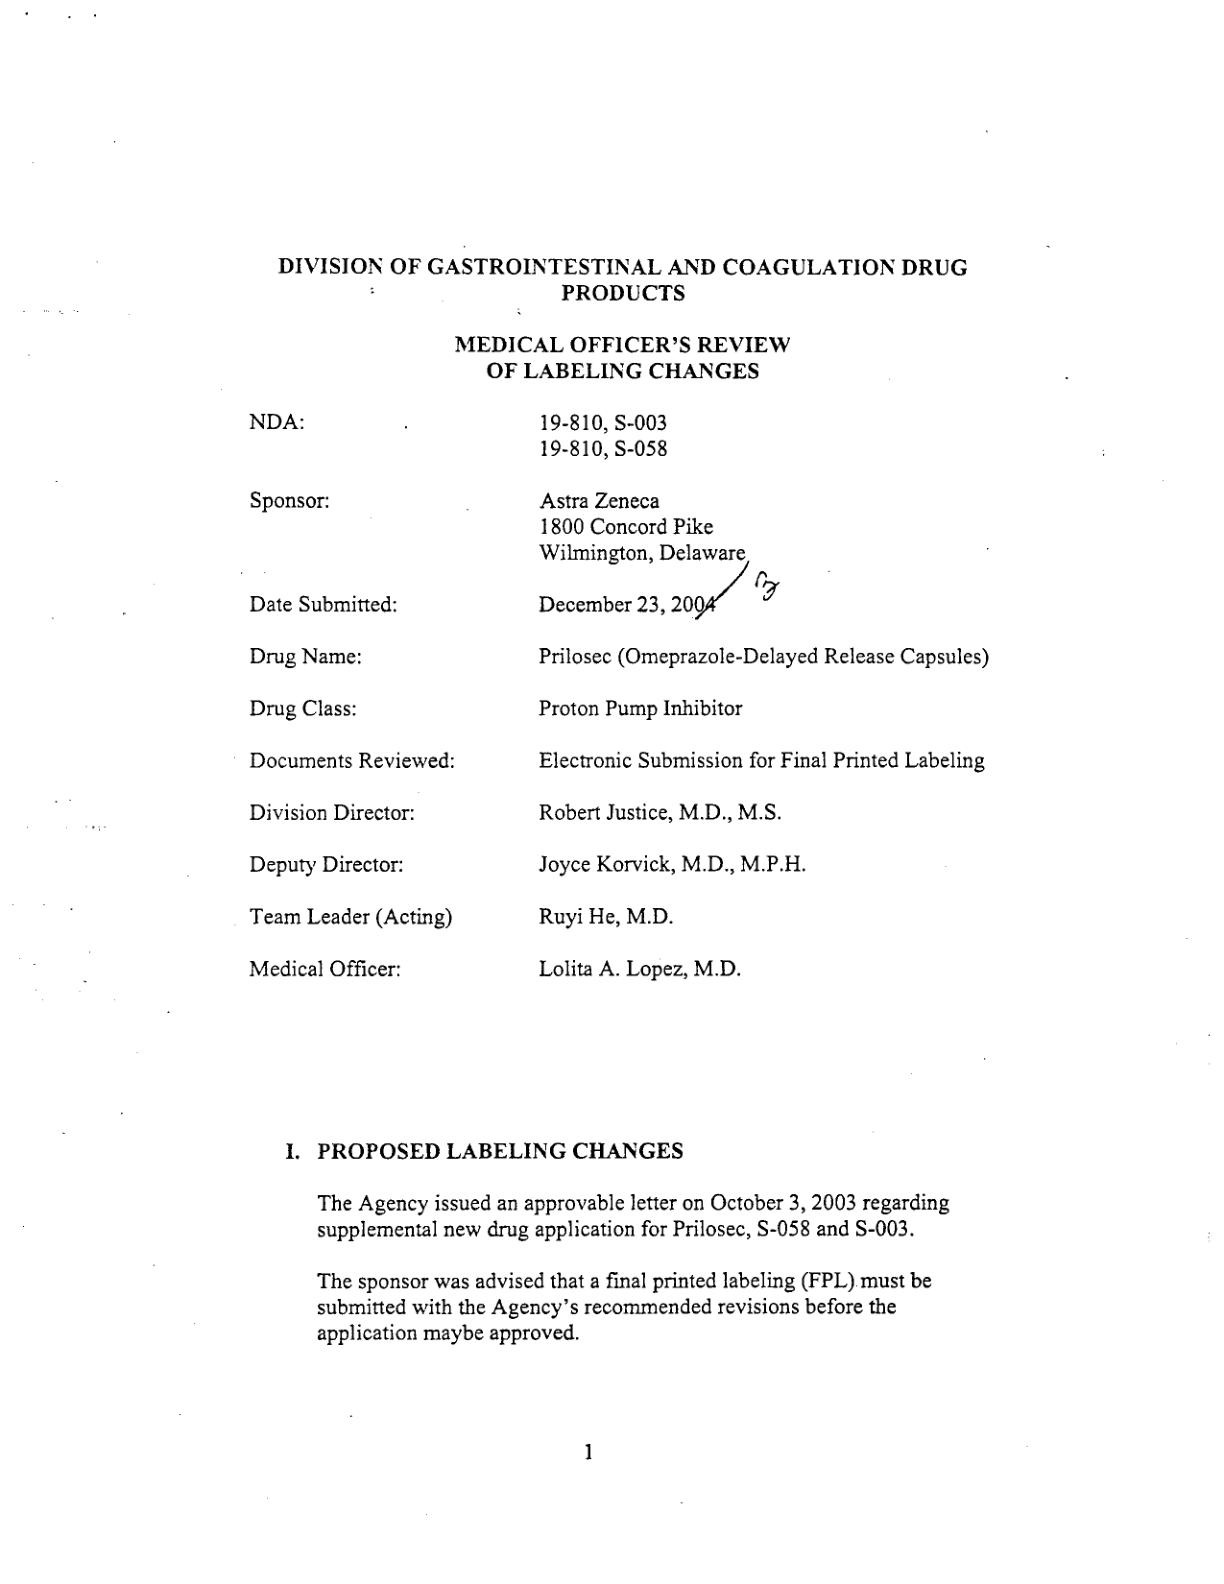 DIVISION OF GASTROINTESTINAL AND COAGULATION DRUG
PRODUCTS
MEDICAL OFFICER'S REVIEW
OF LABELING CHANGES
NDA: 19-810, S-003
19-810, S-058
Sponsor: Astra Zeneca
1800 Concord Pike
Wilmington, Delaware
Date Submitted: December 23, 2004
Drug Name: Prilosec (Omeprazole-Delayed Release Capsules)
Drug Class: Proton Pump Inhibitor
Documents Reviewed: Electronic Submission for Final Printed Labeling
Division Director: Robert Justice, M.D., M.S.
Deputy Director: Joyce Korvick, M.D., M.P.H.
Team Leader (Acting) Ruyi He, M.D.
Medical Officer: Lolita A. Lopez, M.D.
I. PROPOSED LABELING CHANGES
The Agency issued an approvable letter on October 3, 2003 regarding
supplemental new drug application for Prilosec, S-058 and S-003.
The sponsor was advised that a final printed labeling (FPL) must be
submitted with the Agency's recommended revisions before the
application maybe approved.
1